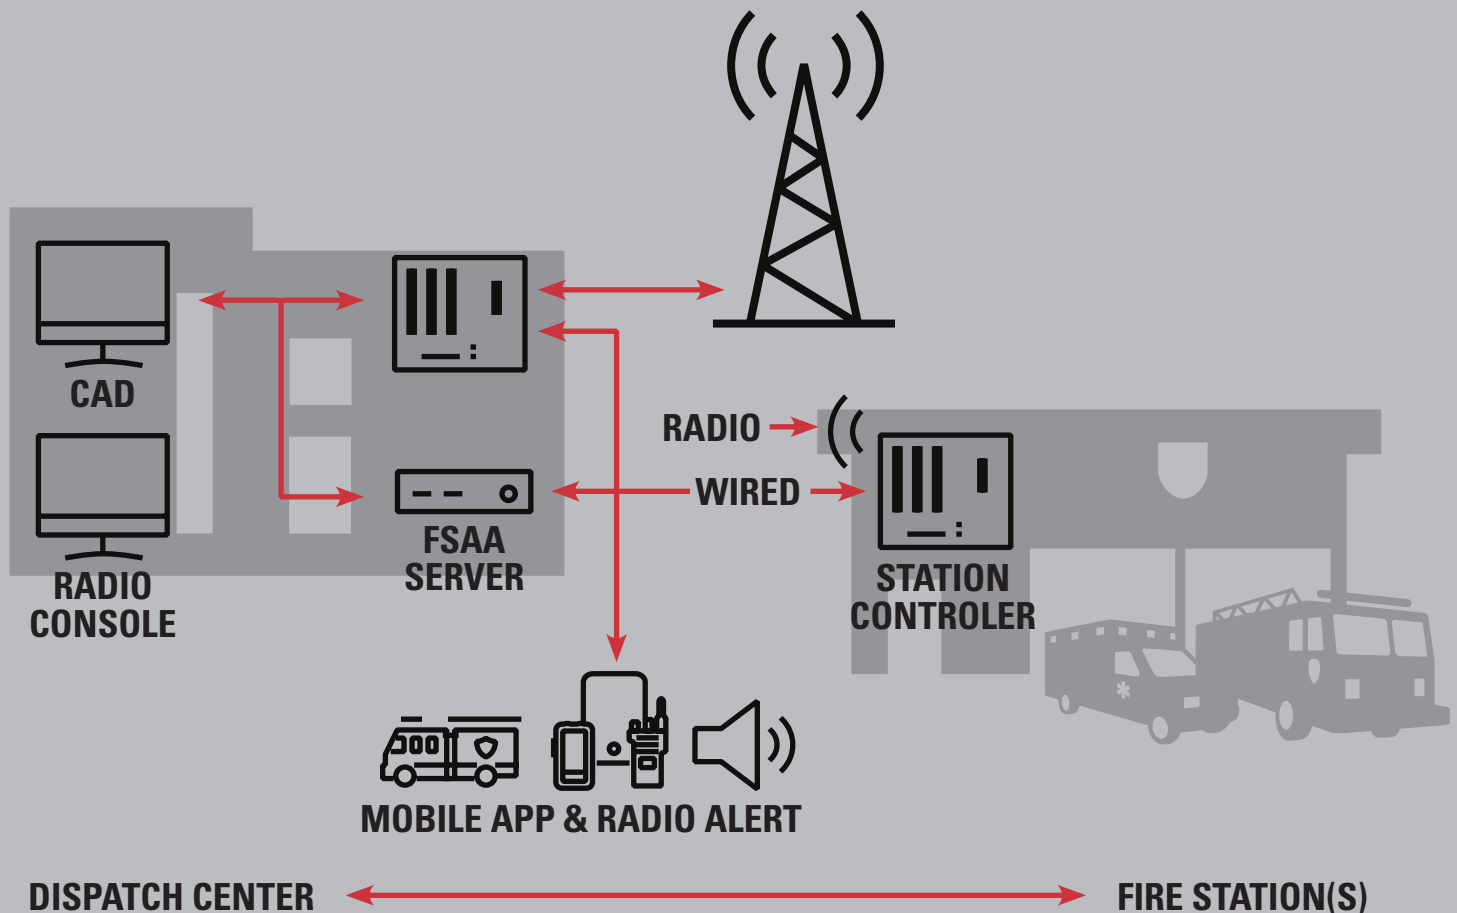 CAD
RADIO
CONSOLE
FSAA
SERVER
RADIO
WIRED
STATION
CONTROLER
MOBILE APP & RADIO ALERT
DISPATCH CENTER
FIRE STATION(S)